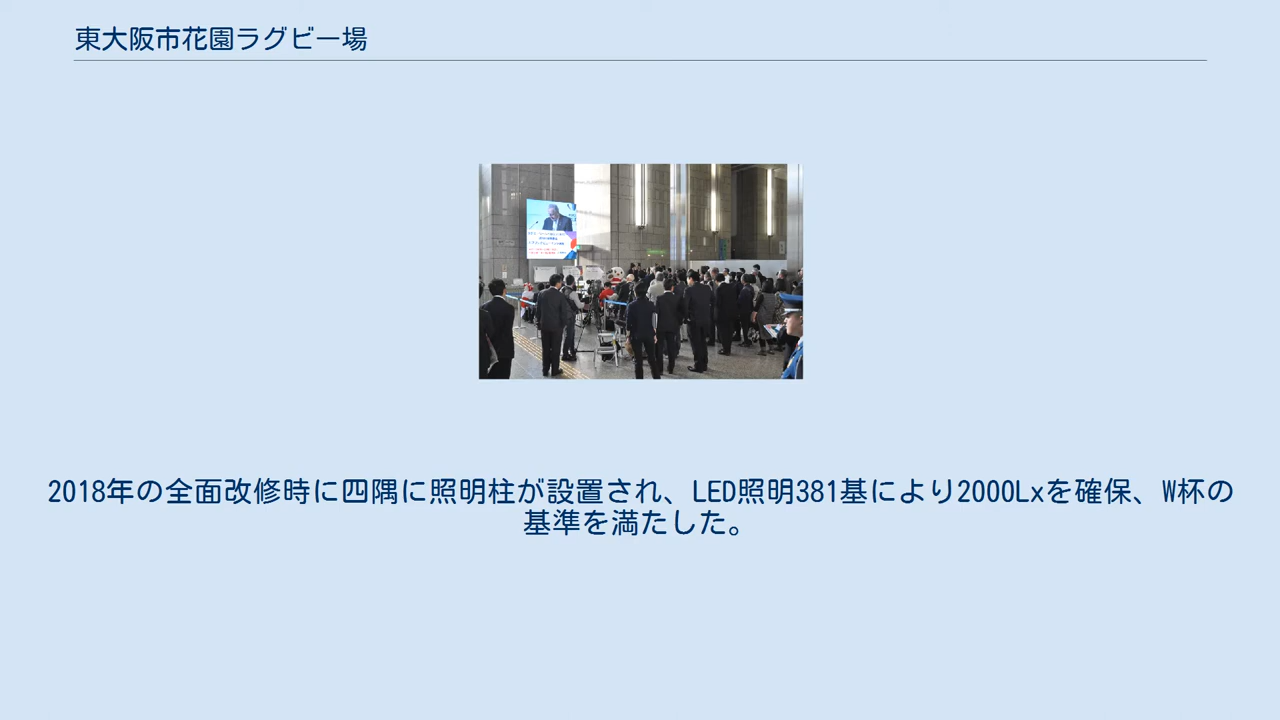 東大阪市花園ラグビー場
2018年の全面改修時に四隅に照明柱が設置され、LED照明381基により2000Lxを確保、W杯の
基準を満たした。